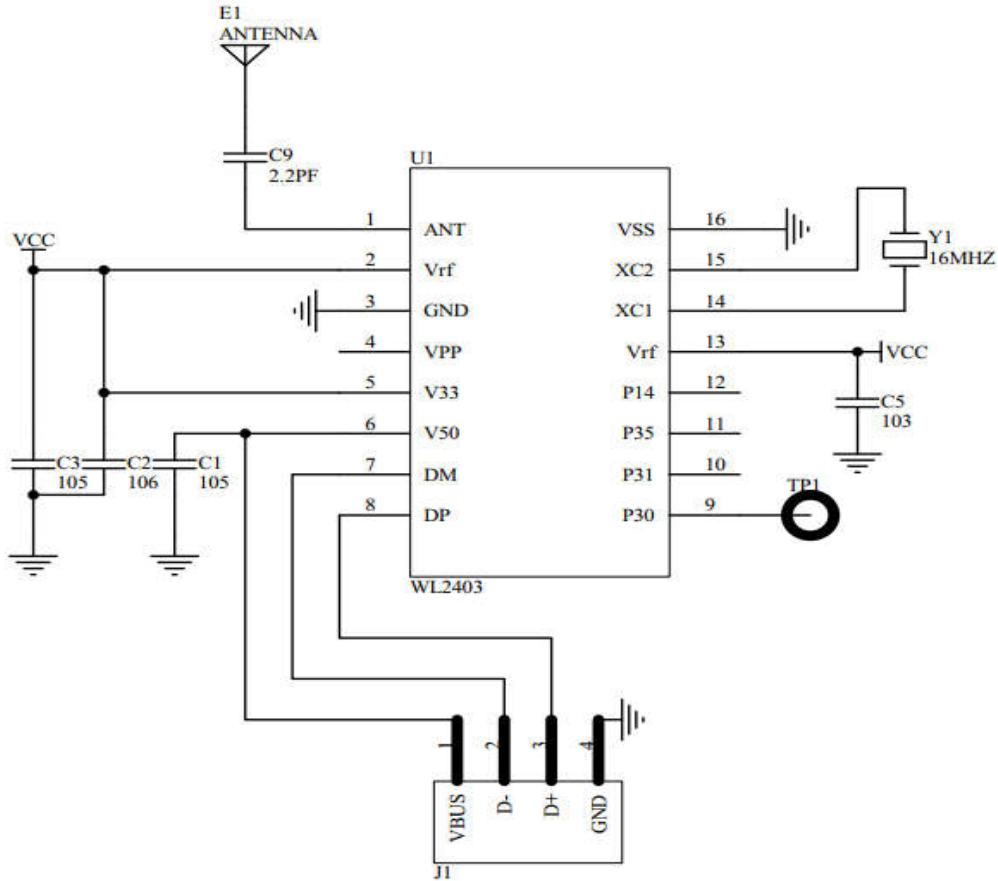 E1
ANTENNA
C9
2.2PF
U1
1 ANT VSS 16
VCC
2 Vrf XC2 15
Y1
16MHZ
3 GND XC1 14
4 VPP Vrf 13
VCC
5 V33 P14 12
C5
103
6 V50 P35 11
C3
105
C2
106
C1
105
7 DM P31 10
TP1
8 DP P30 9
WL2403
1 2 3 4
VBUS D- D+ GND
J1